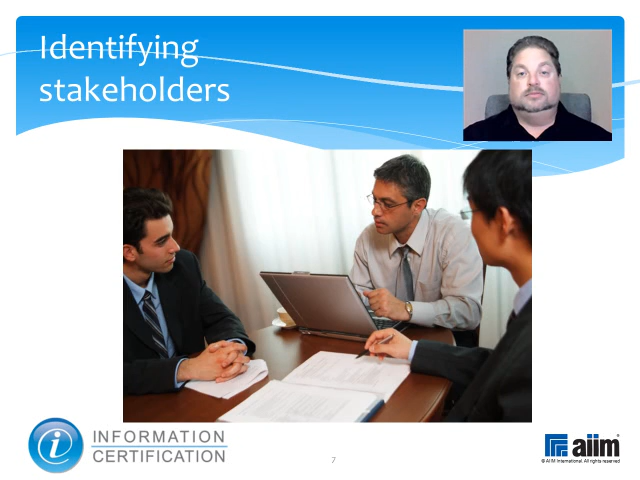 Identifying
stakeholders
INFORMATION
CERTIFICATION
7
aiim
© AIIM International. All rights reserved